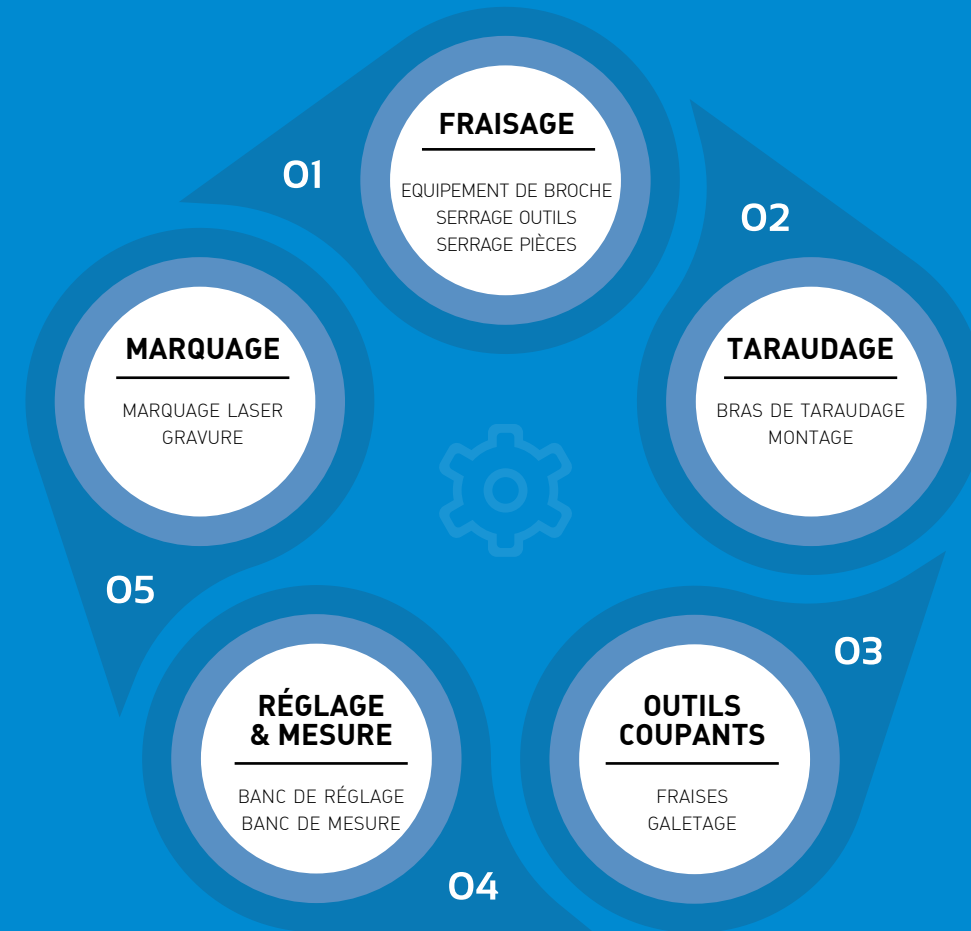 01
FRAISAGE
EQUIPEMENT DE BROCHE
SERRAGE OUTILS
SERRAGE PIÈCES
02
TARAUDAGE
BRAS DE TARAUDAGE
MONTAGE
03
OUTILS
COUPANTS
FRAISES
GALETAGE
04
RÉGLAGE
& MESURE
BANC DE RÉGLAGE
BANC DE MESURE
05
MARQUAGE
MARQUAGE LASER
GRAVURE